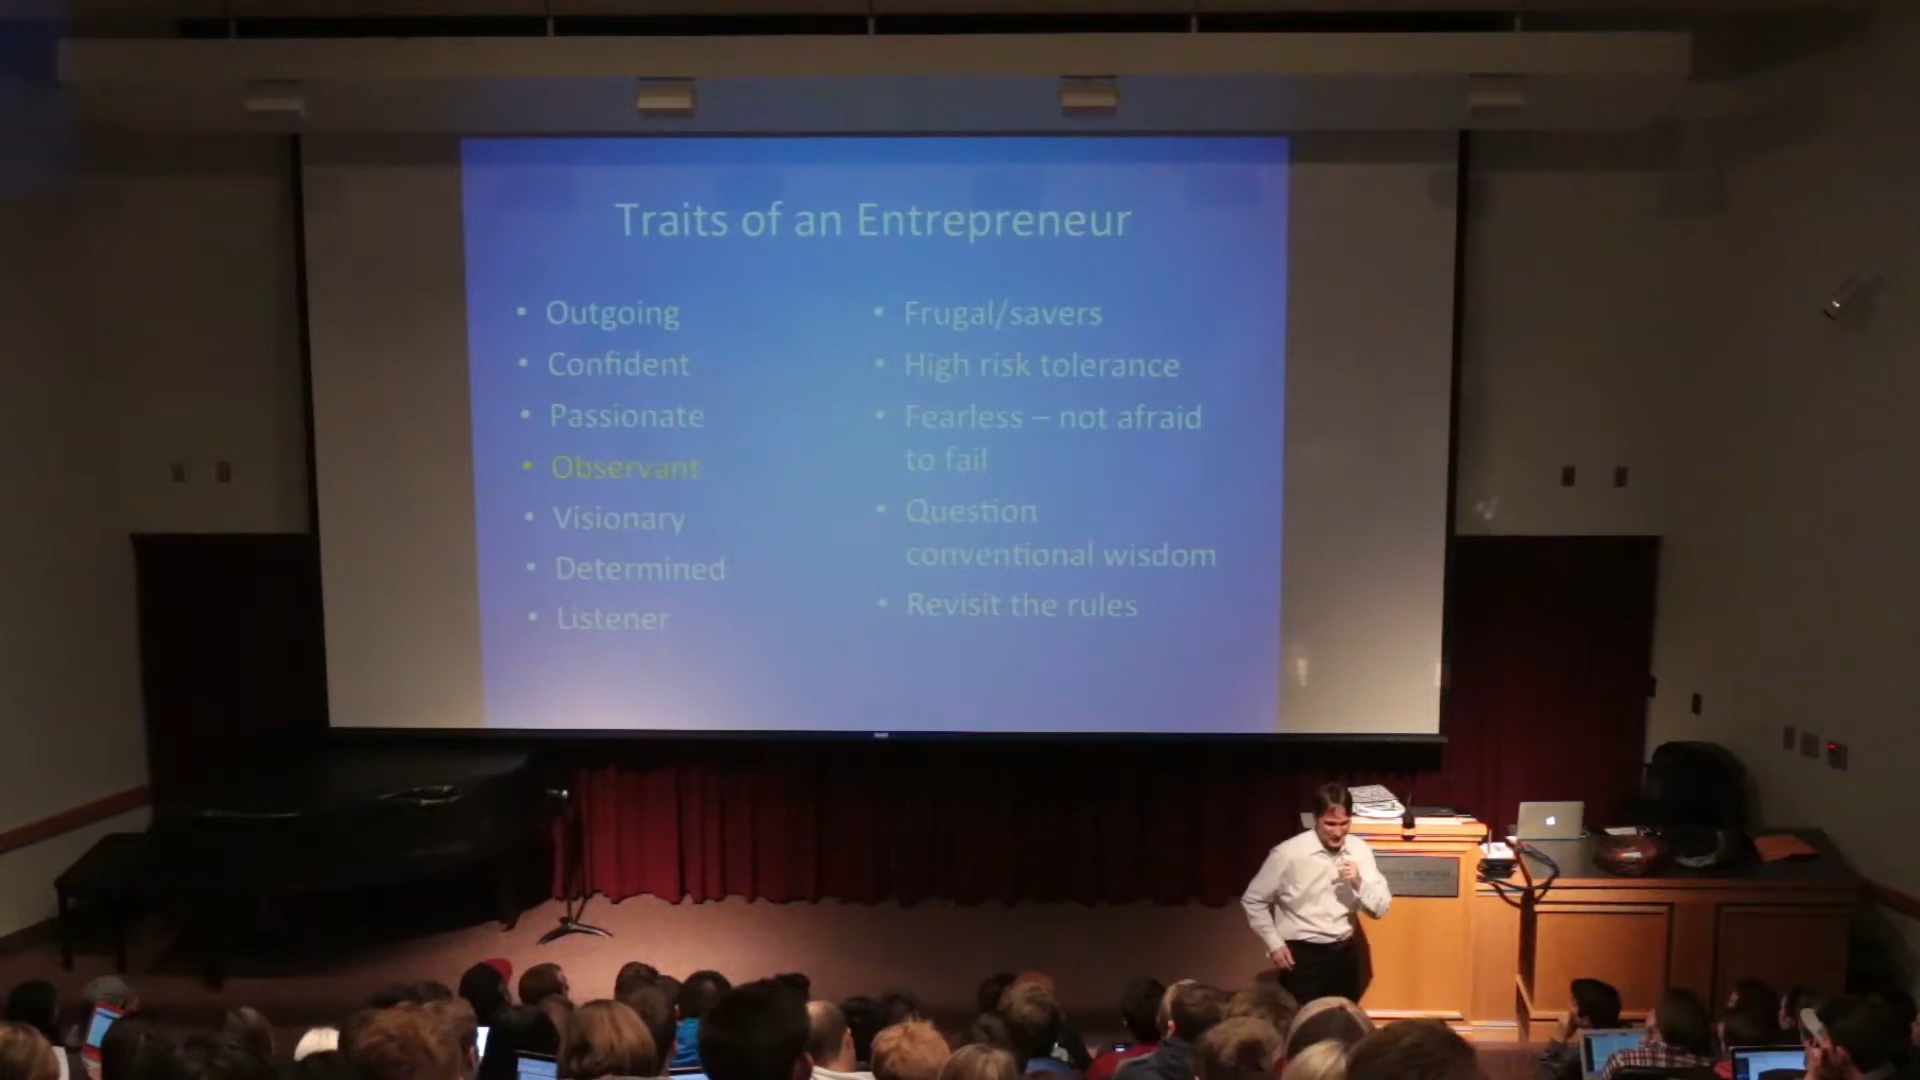 Traits of an Entrepreneur
• Outgoing
• Confident
• Passionate
• Observant
• Visionary
• Determined
• Listener
• Frugal/savers
• High risk tolerance
• Fearless – not afraid
to fail
• Question
conventional wisdom
• Revisit the rules